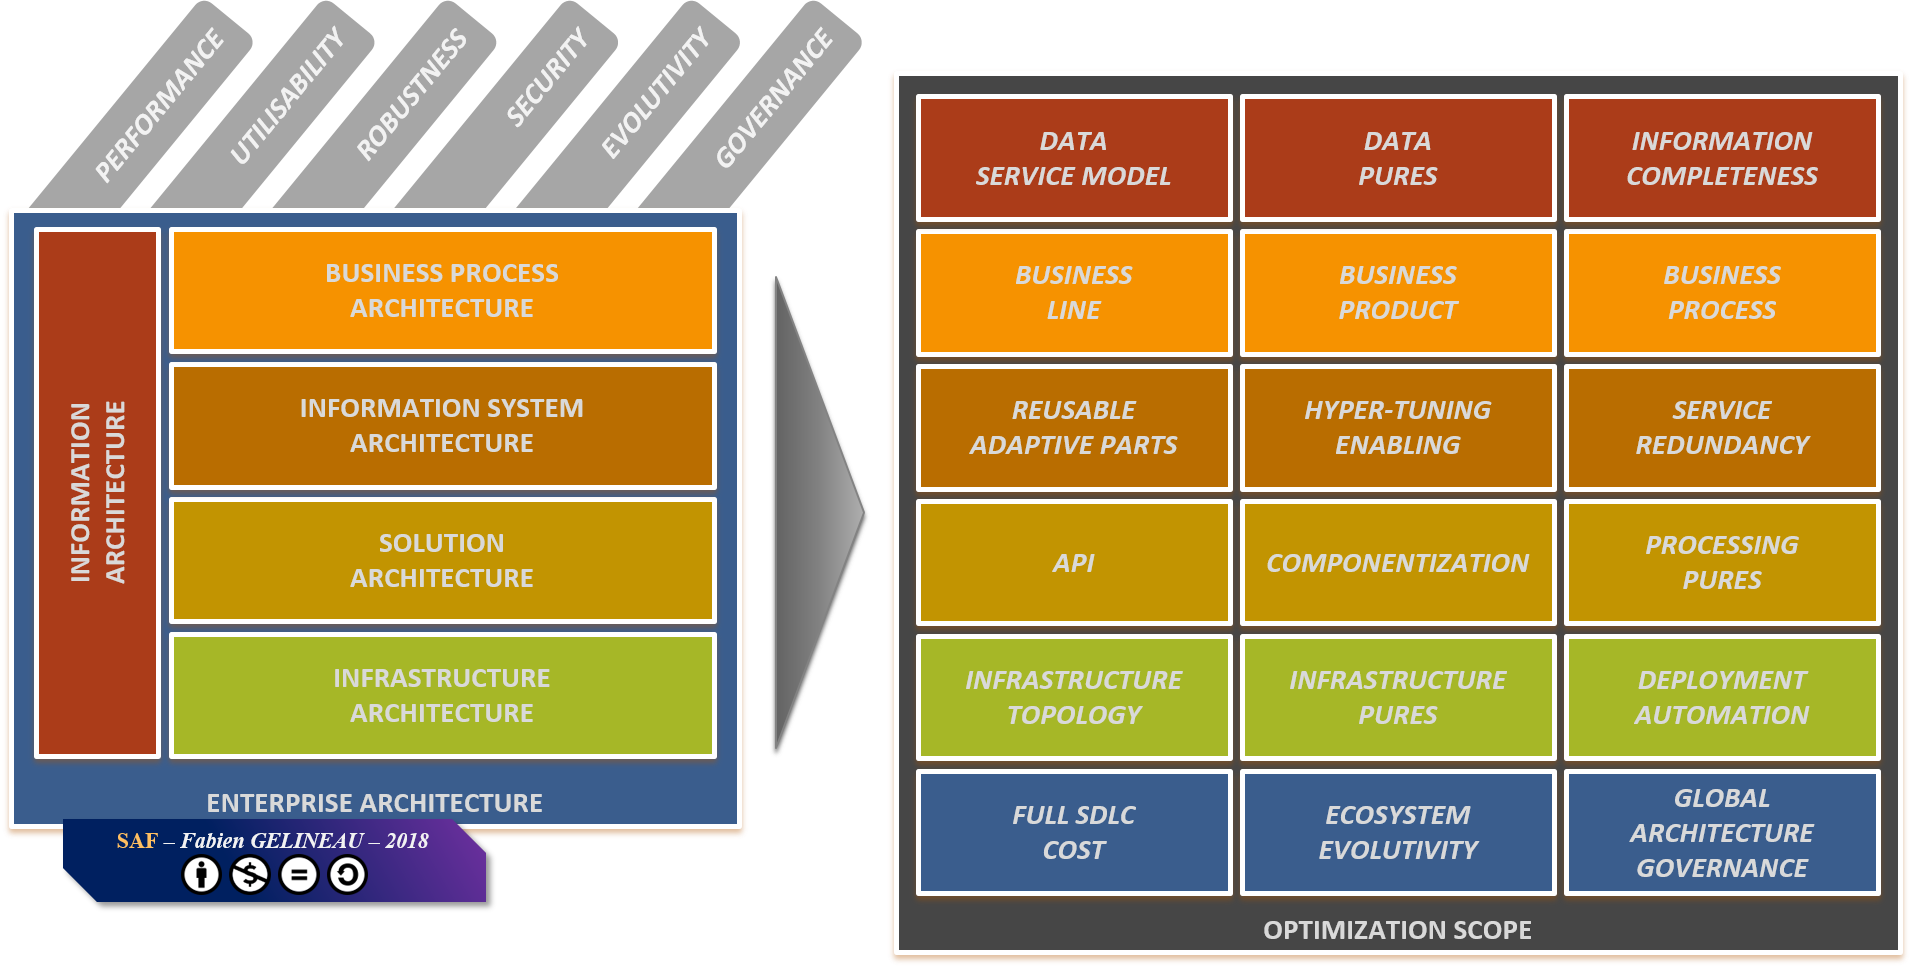 PERFORMANCE
UTILISABILITY
ROBUSTNESS
SECURITY
EVOLUTIVITY
GOVERNANCE
INFORMATION
ARCHITECTURE
BUSINESS PROCESS
ARCHITECTURE
INFORMATION SYSTEM
ARCHITECTURE
SOLUTION
ARCHITECTURE
INFRASTRUCTURE
ARCHITECTURE
ENTERPRISE ARCHITECTURE
SAF – Fabien GELINEAU – 2018
DATA
SERVICE MODEL
DATA
PURES
INFORMATION
COMPLETENESS
BUSINESS
LINE
BUSINESS
PRODUCT
BUSINESS
PROCESS
REUSABLE
ADAPTIVE PARTS
HYPER-TUNING
ENABLING
SERVICE
REDUNDANCY
API
COMPONENTIZATION
PROCESSING
PURES
INFRASTRUCTURE
TOPOLOGY
INFRASTRUCTURE
PURES
DEPLOYMENT
AUTOMATION
FULL SDLC
COST
ECOSYSTEM
EVOLUTIVITY
GLOBAL
ARCHITECTURE
GOVERNANCE
OPTIMIZATION SCOPE